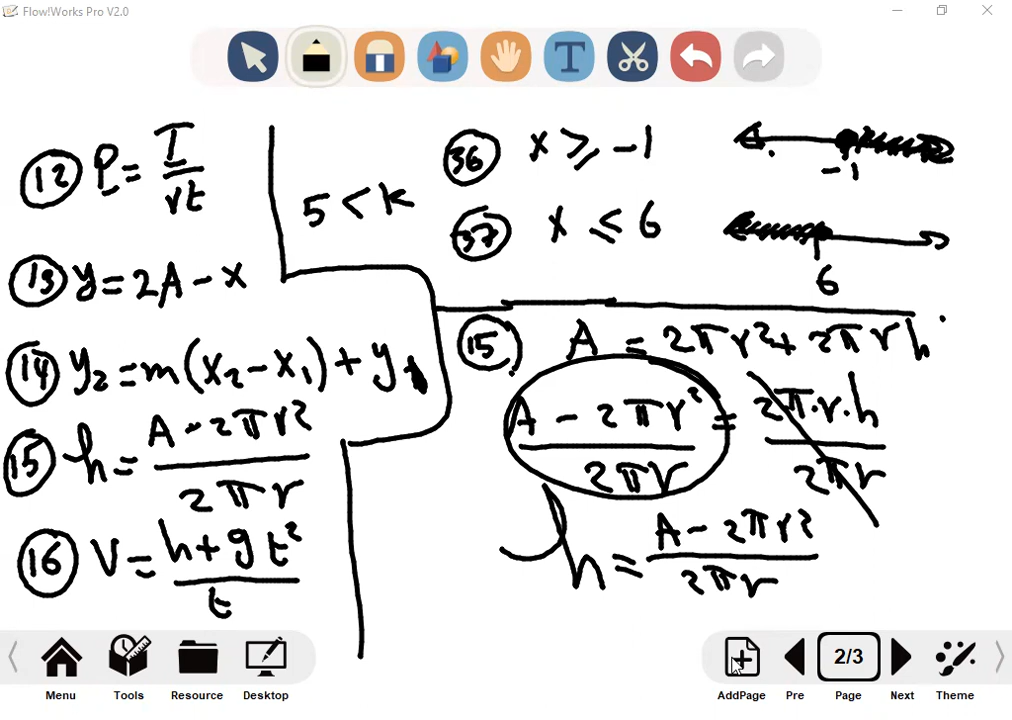 Flow!Works Pro V2.0
T
⑫ P = I/rt
⑬ y = 2A - x
⑭ y₂ = m(x₂ - x₁) + y₁
⑮ h = (A - 2πr²)/2πr
⑯ V = (h + gt²)/t
5 < k
㊱ x ≥ -1
-1
㊲ x ≤ 6
6
⑮ A = 2πr² + 2πrh
(A - 2πr²)/2πr = (2π·r·h)/2πr
h = (A - 2πr²)/2πr
Menu
Tools
Resource
Desktop
AddPage
Pre
2/3
Page
Next
Theme